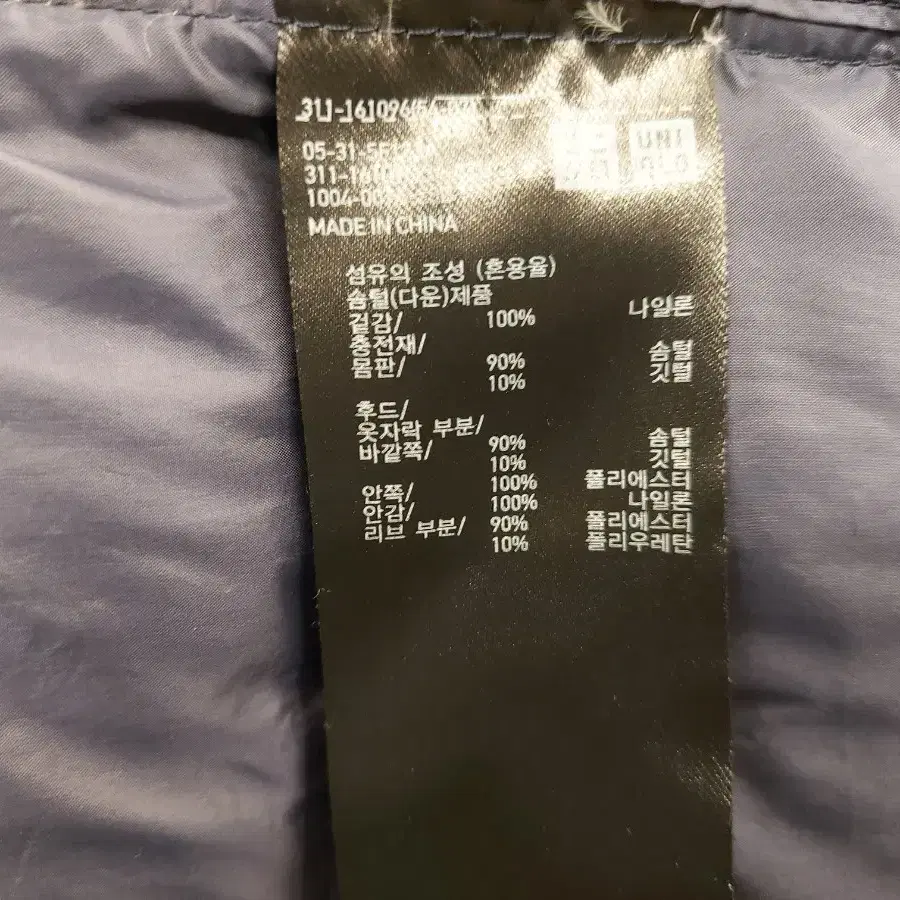 MADE IN CHINA
UNI
QLO
섬유의 조성 (혼용율)
솜털(다운)제품
겉감/ 100% 나일론
충전재/
몸판/ 90% 솜털
10% 깃털
후드/
옷자락 부분/
바깥쪽/ 90% 솜털
10% 깃털
안쪽/ 100% 폴리에스터
안감/ 100% 나일론
리브 부분/ 90% 폴리에스터
10% 폴리우레탄